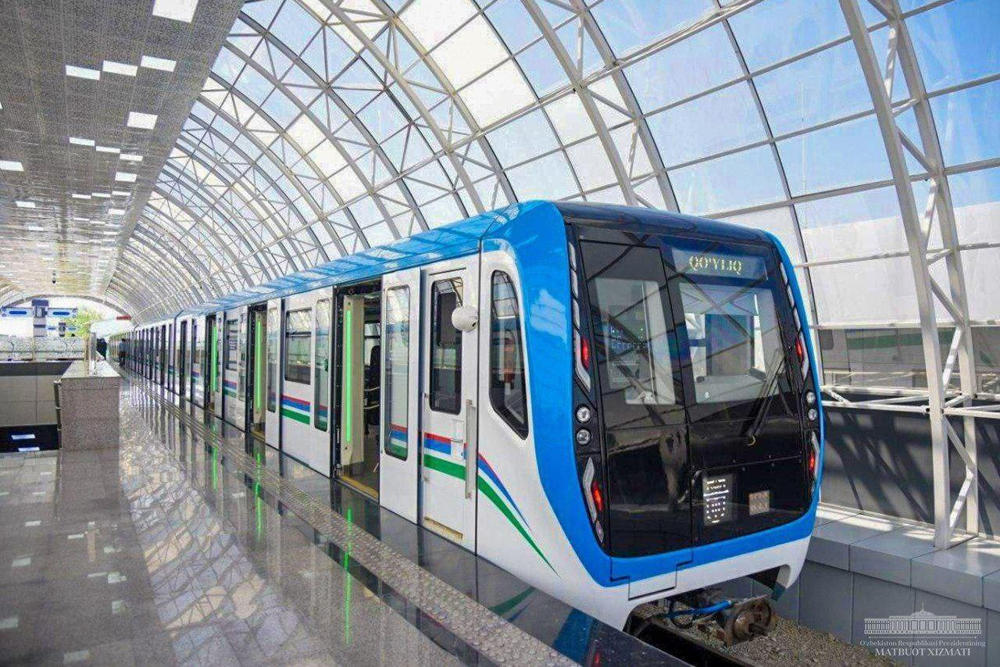 QO'YLIQ
O'zbekiston Respublikasi Prezidentining
MATBUOT XIZMATI